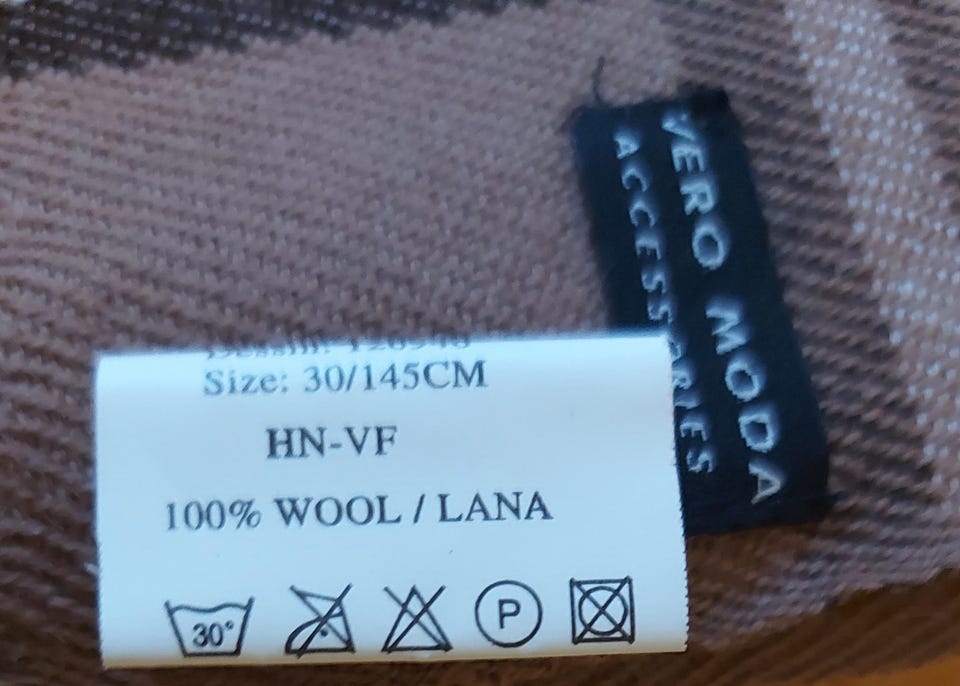 VERO MODA
ACCESSORIES
Size: 30/145CM
HN-VF
100% WOOL / LANA
30°
P